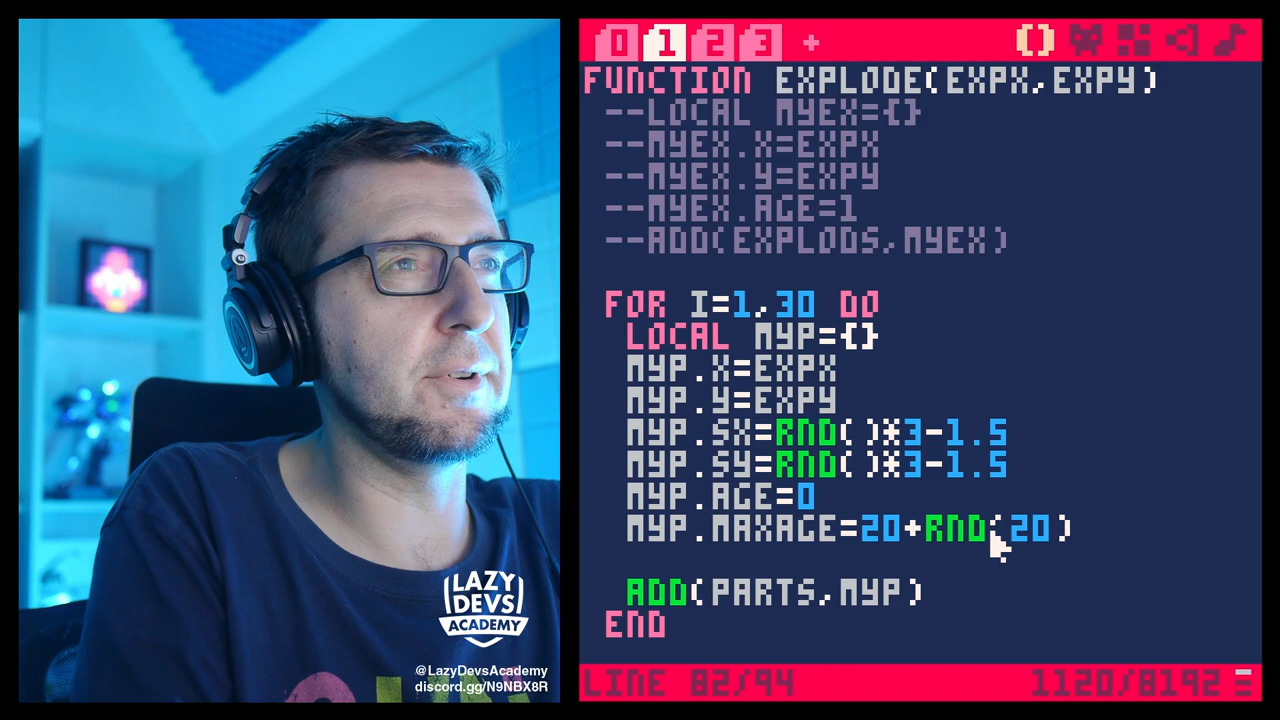 0 1 2 3 + ()
FUNCTION EXPLODE(EXPX,EXPY)
--LOCAL MYEX={}
--MYEX.X=EXPX
--MYEX.Y=EXPY
--MYEX.AGE=1
--ADD(EXPLODS,MYEX)
FOR I=1,30 DO
LOCAL MYP={}
MYP.X=EXPX
MYP.Y=EXPY
MYP.SX=RND()*3-1.5
MYP.SY=RND()*3-1.5
MYP.AGE=0
MYP.MAXAGE=20+RND(20)
ADD(PARTS,MYP)
END
LINE 82/94 1120/8192
LAZY
DEVS
ACADEMY
@LazyDevsAcademy
discord.gg/N9NBX8R